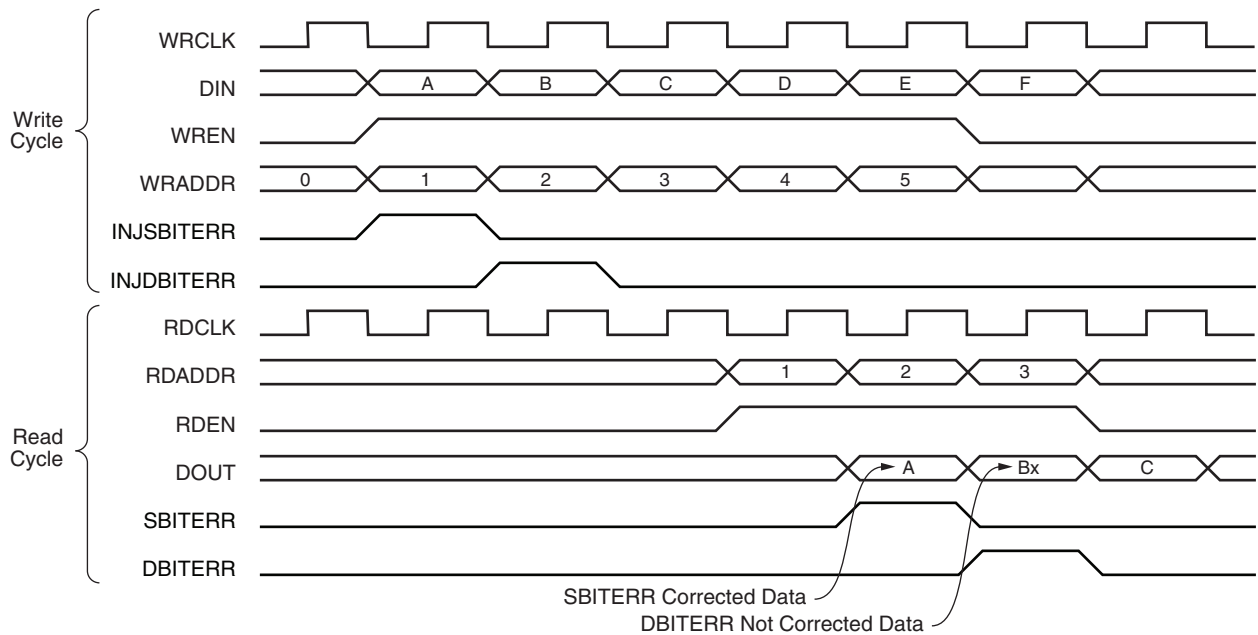 Write
Cycle
WRCLK
DIN A B C D E F
WREN
WRADDR 0 1 2 3 4 5
INJSBITERR
INJDBITERR
Read
Cycle
RDCLK
RDADDR 1 2 3
RDEN
DOUT A Bx C
SBITERR
DBITERR
SBITERR Corrected Data
DBITERR Not Corrected Data